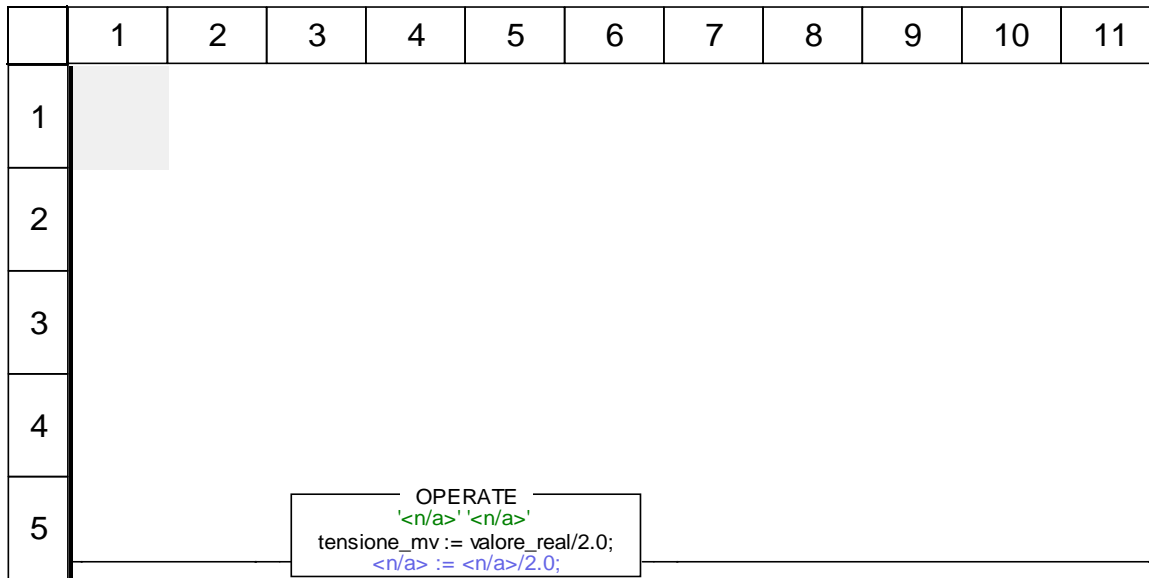 1 2 3 4 5 6 7 8 9 10 11
1
2
3
4
5
OPERATE
'<n/a>' '<n/a>'
tensione_mv := valore_real/2.0;
<n/a> := <n/a>/2.0;